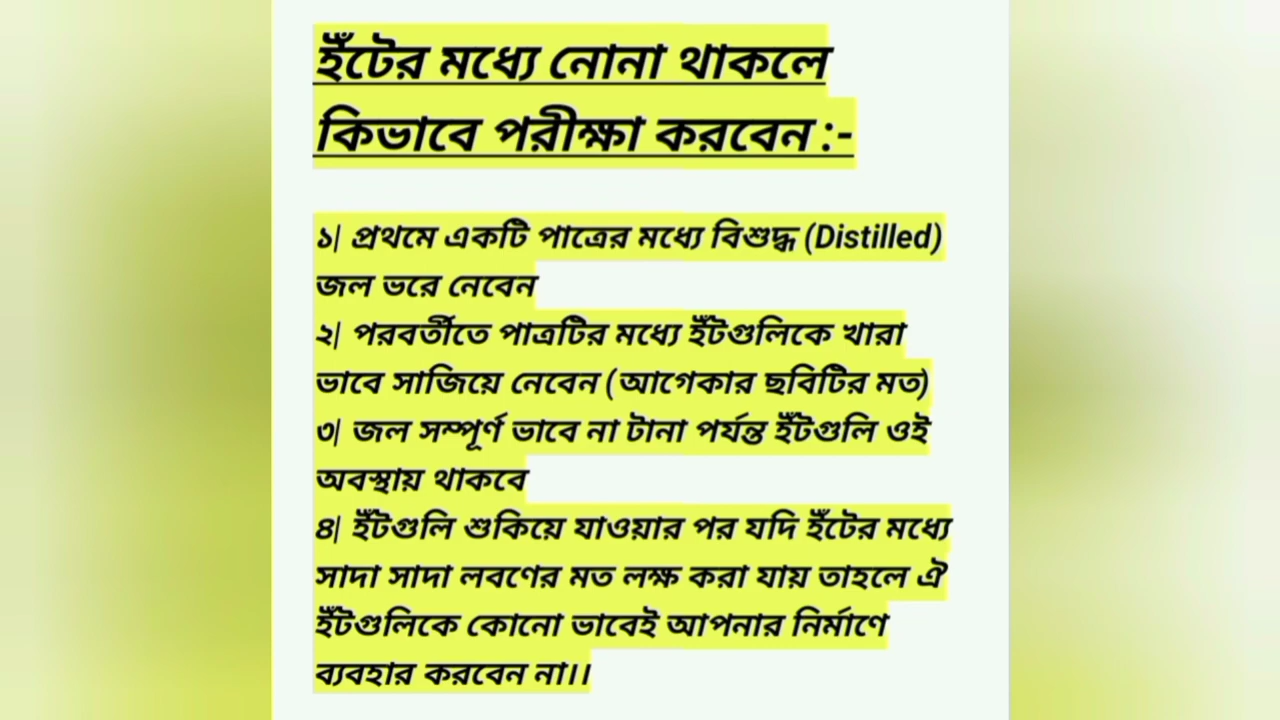 ইঁটের মধ্যে নোনা থাকলে
কিভাবে পরীক্ষা করবেন :-
১| প্রথমে একটি পাত্রের মধ্যে বিশুদ্ধ (Distilled)
জল ভরে নেবেন
২| পরবর্তীতে পাত্রটির মধ্যে ইঁটগুলিকে খারা
ভাবে সাজিয়ে নেবেন (আগেকার ছবিটির মত)
৩| জল সম্পূর্ণ ভাবে না টানা পর্যন্ত ইঁটগুলি ওই
অবস্থায় থাকবে
৪| ইঁটগুলি শুকিয়ে যাওয়ার পর যদি ইঁটের মধ্যে
সাদা সাদা লবণের মত লক্ষ করা যায় তাহলে ঐ
ইঁটগুলিকে কোনো ভাবেই আপনার নির্মাণে
ব্যবহার করবেন না।।